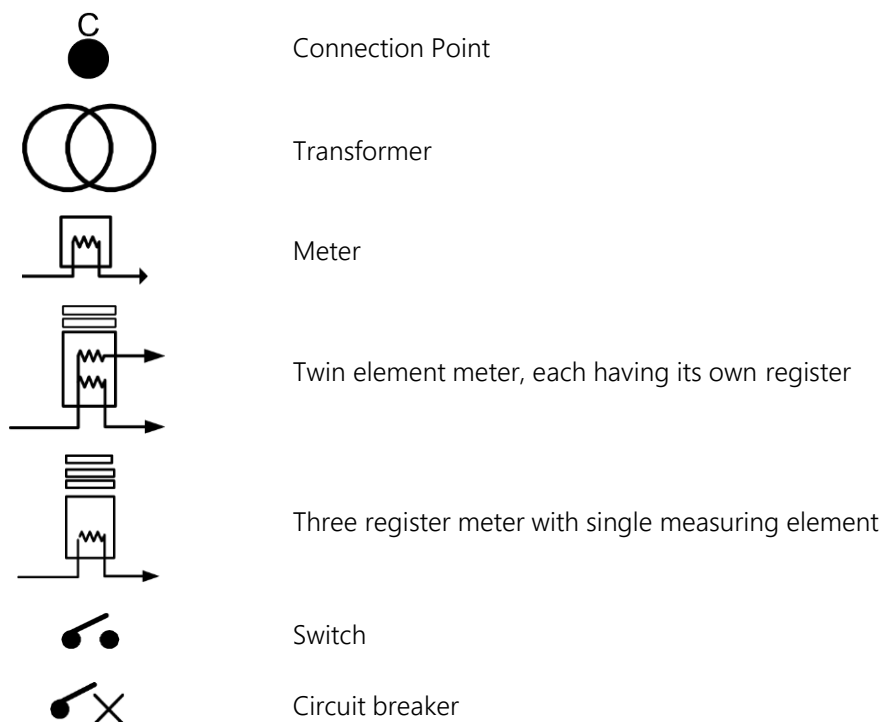 C
Connection Point
Transformer
Meter
Twin element meter, each having its own register
Three register meter with single measuring element
Switch
Circuit breaker